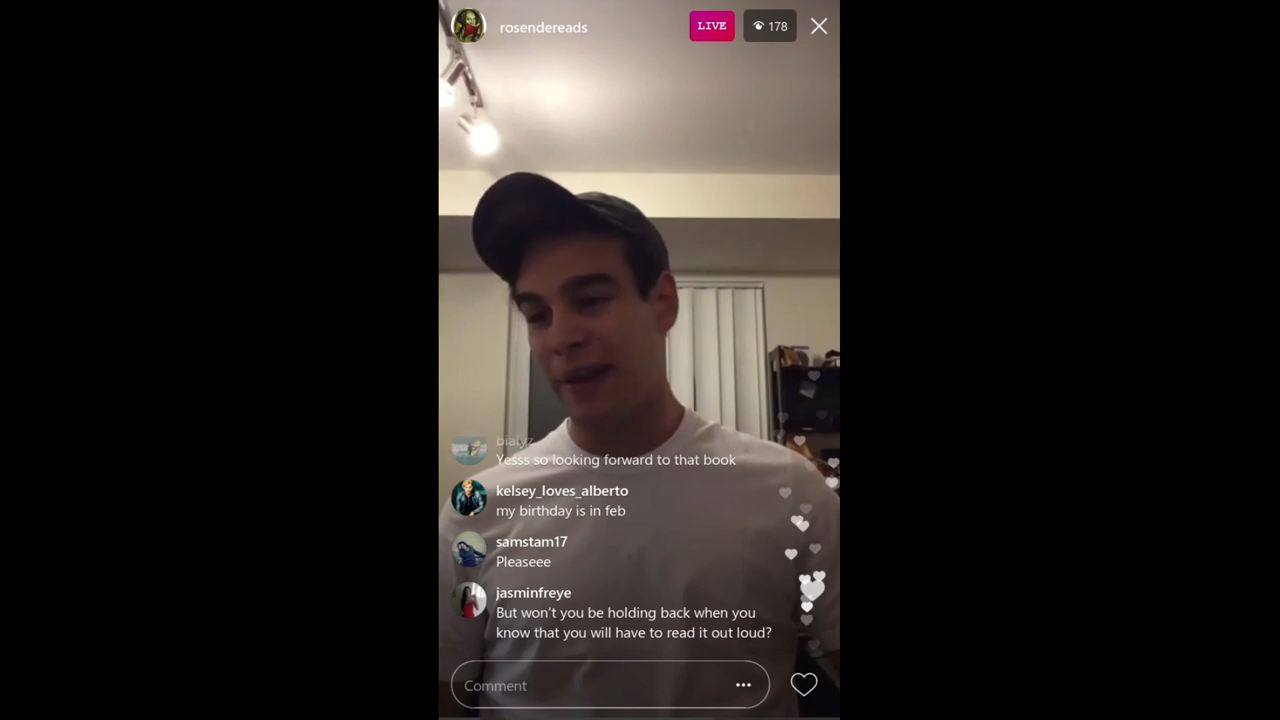 rosendereads
LIVE
178
bialyz
Yesss so looking forward to that book
kelsey_loves_alberto
my birthday is in feb
samstam17
Pleaseee
jasminfreye
But won't you be holding back when you
know that you will have to read it out loud?
Comment